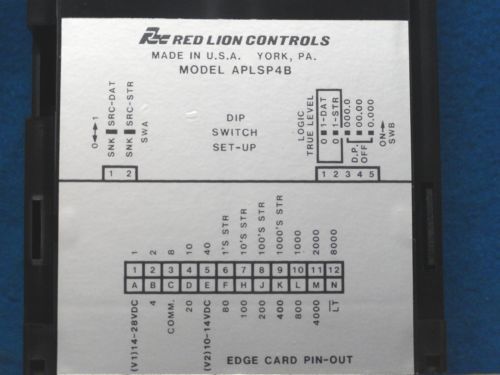 RLC RED LION CONTROLS
MADE IN U.S.A. YORK, PA.
MODEL APLSP4B
0→1
SNK SRC-DAT
SNK SRC-STR
SWA
1 2
DIP
SWITCH
SET-UP
LOGIC
TRUE LEVEL
0 1-DAT
0 1-STR
000.0
00.00
0.000
D.P.
OFF
ON→
SWB
1 2 3 4 5
1 2 8 10 40 1'S STR 10'S STR 100'S STR 1000'S STR 1000 2000 8000
1 2 3 4 5 6 7 8 9 10 11 12
A B C D E F H J K L M N
(V1)14-28VDC 4 COMM. 20 (V2)10-14VDC 80 100 200 400 800 4000 LT
EDGE CARD PIN-OUT